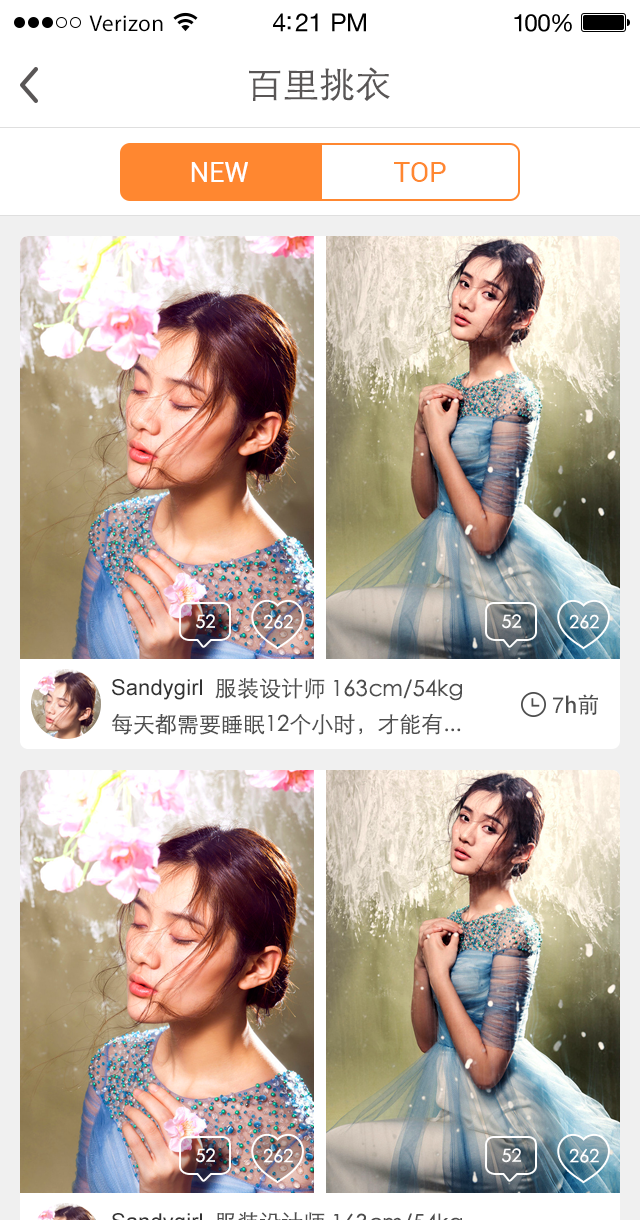 Verizon 4:21 PM 100%
百里挑衣
NEW TOP
52 262 52 262
Sandygirl 服装设计师 163cm/54kg
7h前
每天都需要睡眠12个小时，才能有...
52 262 52 262
Sandygirl 服装设计师 163cm/54kg